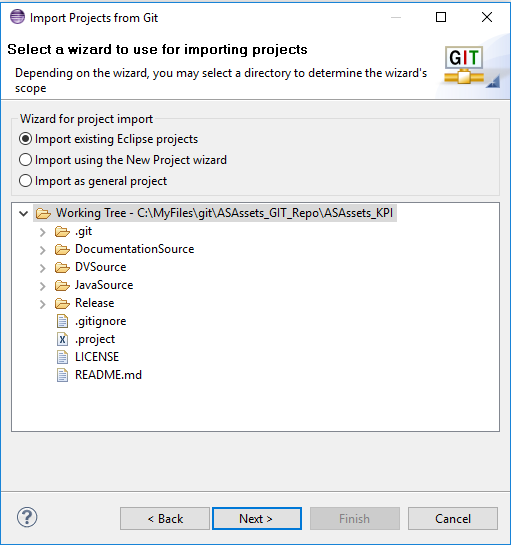 Import Projects from Git
Select a wizard to use for importing projects
Depending on the wizard, you may select a directory to determine the wizard's
scope
GIT
Wizard for project import
Import existing Eclipse projects
Import using the New Project wizard
Import as general project
Working Tree - C:\MyFiles\git\ASAssets_GIT_Repo\ASAssets_KPI
.git
DocumentationSource
DVSource
JavaSource
Release
.gitignore
X .project
LICENSE
README.md
? < Back Next > Finish Cancel